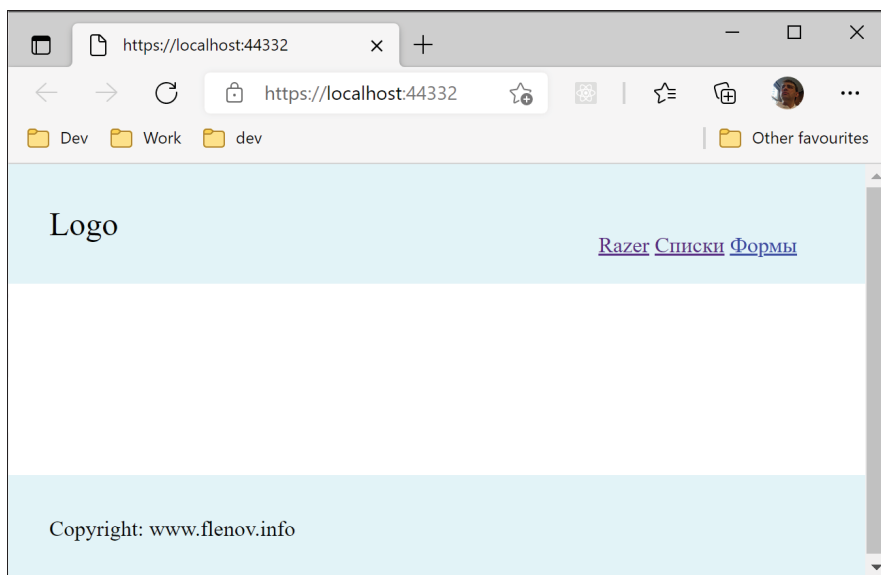 https://localhost:44332
https://localhost:44332
Dev Work dev Other favourites
Logo
Razer Списки Формы
Copyright: www.flenov.info